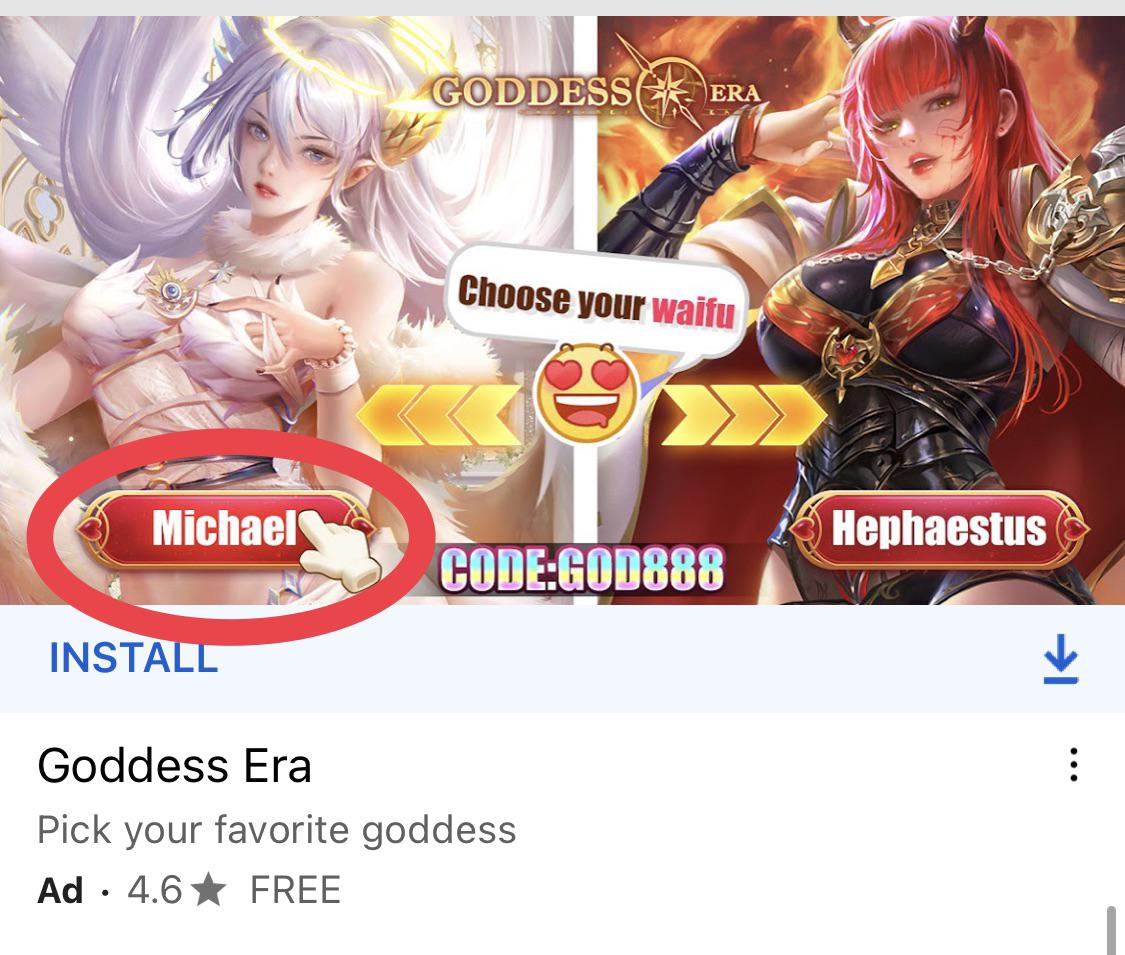 GODDESS ERA
Choose your waifu
Michael
Hephaestus
CODE:GOD888
INSTALL
Goddess Era
Pick your favorite goddess
Ad · 4.6★ FREE